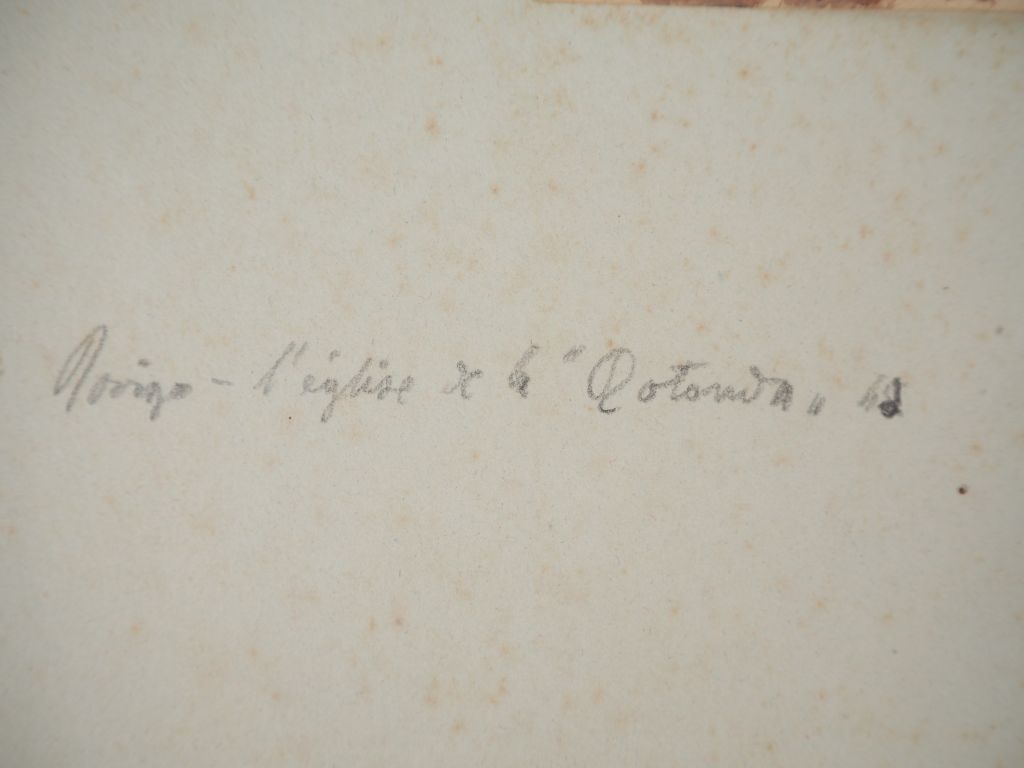 Rovigo – l'église de la "Rotonda„